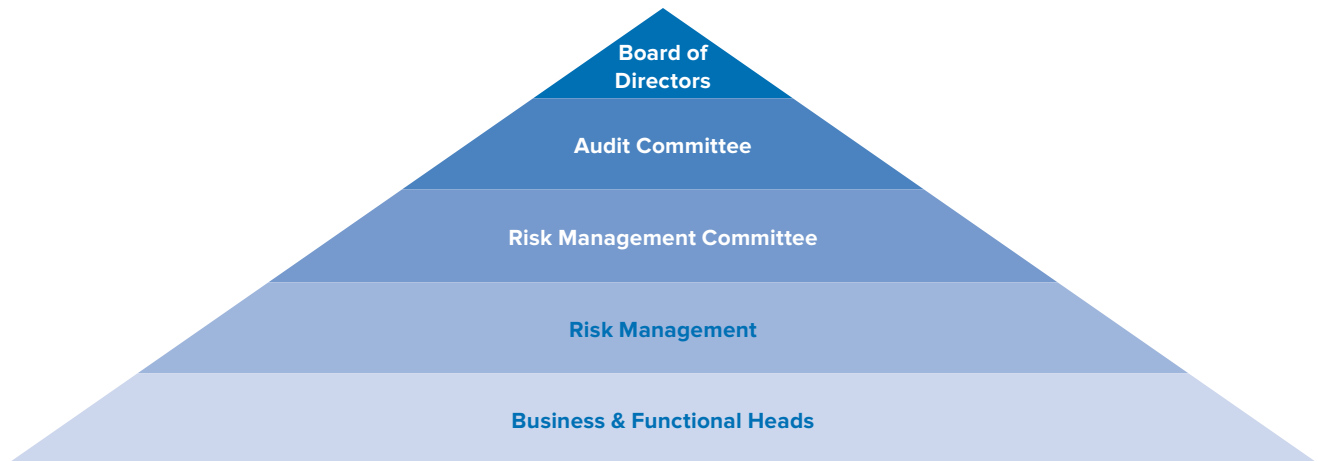 Board of
Directors
Audit Committee
Risk Management Committee
Risk Management
Business & Functional Heads